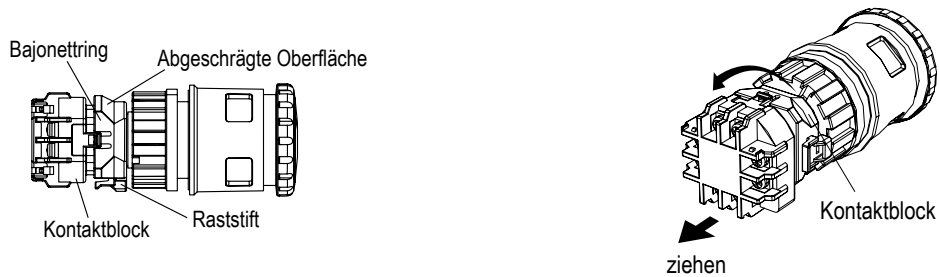 Bajonettring
Abgeschrägte Oberfläche
Kontaktblock
Raststift
Kontaktblock
ziehen